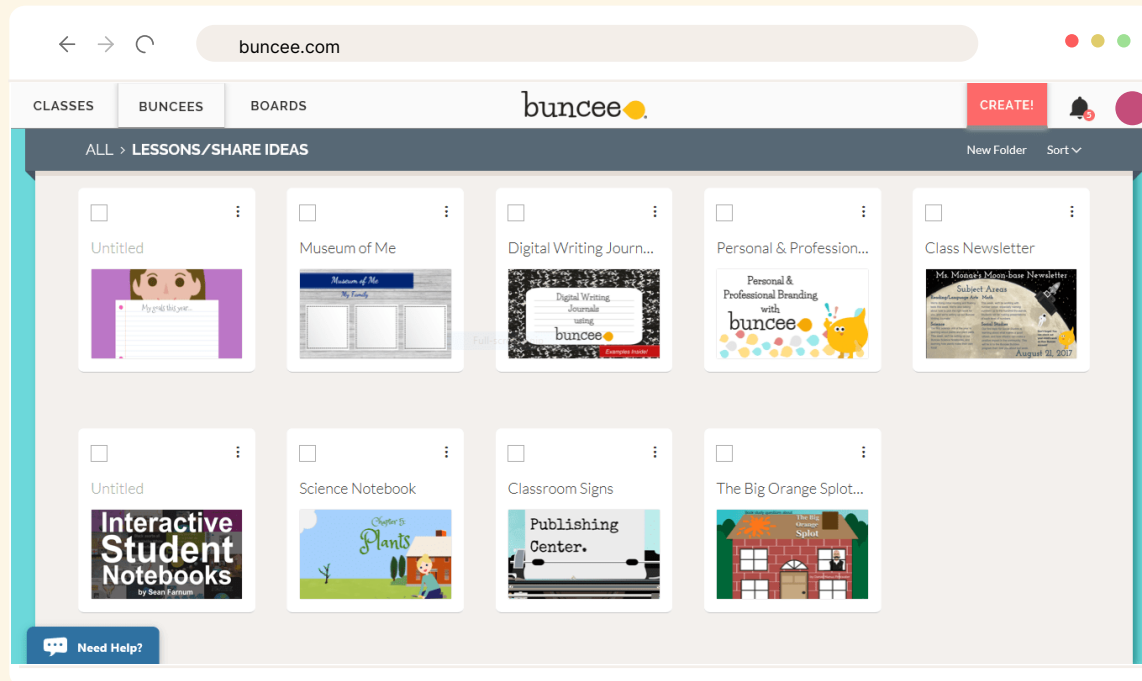 buncee.com
CLASSES
BUNCEES
BOARDS
buncee
CREATE!
ALL > LESSONS/SHARE IDEAS
New Folder
Sort
Untitled
My goals this year...
Museum of Me
Museum of Me
My Family
Digital Writing Journ...
Digital Writing
Journals
using
buncee
Examples Inside!
Personal & Profession...
Personal &
Professional Branding
with
buncee
Class Newsletter
Ms. Monae's Moon-base Newsletter
Subject Areas
Reading/Language Arts
Math
Science
Social Studies
August 21, 2017
Untitled
Interactive
Student
Notebooks
by Sean Farnum
Science Notebook
Chapter 5:
Plants
Classroom Signs
Publishing
Center.
The Big Orange Splot...
The Big
Orange
Splot
Need Help?